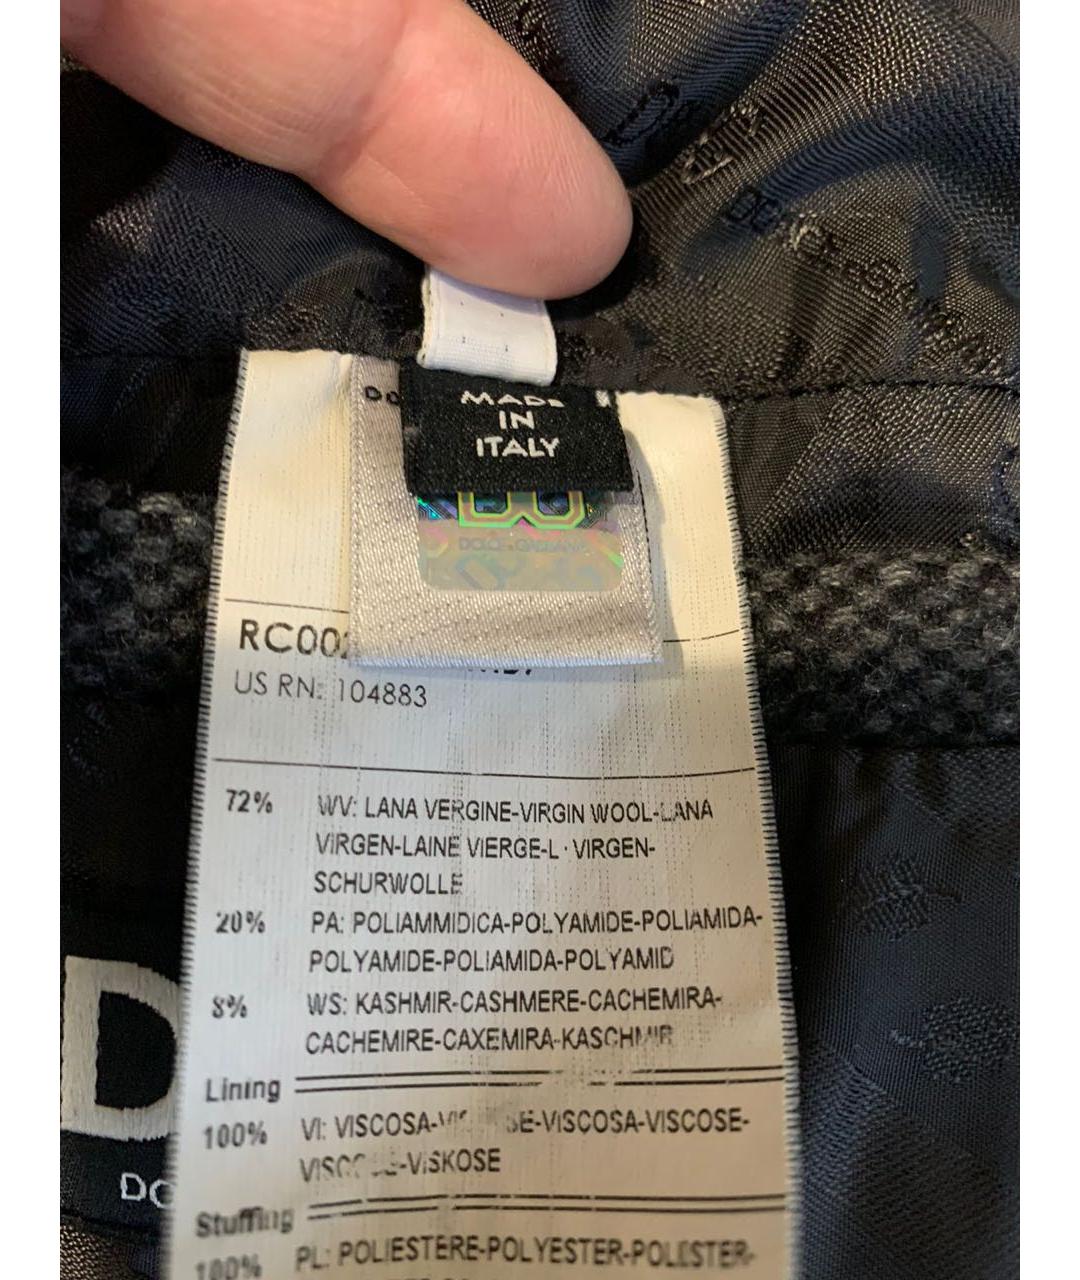 MADE
IN
ITALY
DOLCE & GABBANA
US RN: 104883
72% WV: LANA VERGINE-VIRGIN WOOL-LANA
VIRGEN-LAINE VIERGE-L VIRGEN-
SCHURWOLLE
20% PA: POLIAMMIDICA-POLYAMIDE-POLIAMIDA-
POLYAMIDE-POLIAMIDA-POLYAMID
8% WS: KASHMIR-CASHMERE-CACHEMIRA-
CACHEMIRE-CAXEMIRA-KASCHMIR
Lining
100% VI: VISCOSA- -VISCOSA-VISCOSE-
-VISKOSE
Stuffing
100% PL: POLIESTERE-POLYESTER-POLIESTER-